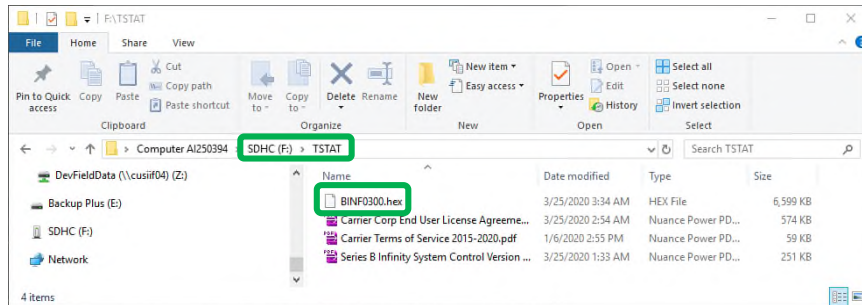 F:\TSTAT
File Home Share View
Pin to Quick access
Copy
Paste
Cut
Copy path
Paste shortcut
Move to
Copy to
Delete
Rename
New folder
New item
Easy access
Properties
Open
Edit
History
Select all
Select none
Invert selection
Clipboard Organize New Open Select
Computer AI250394 SDHC (F:) > TSTAT Search TSTAT
DevFieldData (\\cusiif04) (Z:)
Backup Plus (E:)
SDHC (F:)
Network
Name Date modified Type Size
BINF0300.hex 3/25/2020 3:34 AM HEX File 6,599 KB
Carrier Corp End User License Agreeme... 3/25/2020 2:54 AM Nuance Power PD... 574 KB
Carrier Terms of Service 2015-2020.pdf 1/6/2020 2:55 PM Nuance Power PD... 59 KB
Series B Infinity System Control Version ... 3/25/2020 1:33 AM Nuance Power PD... 251 KB
4 items